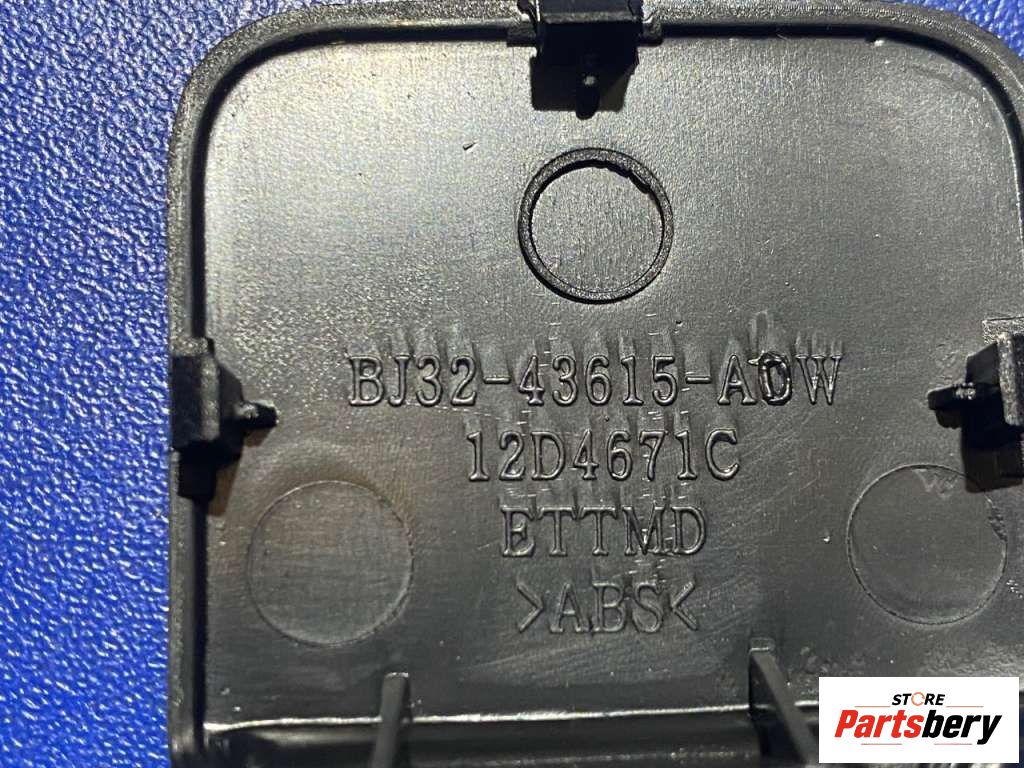 BJ32-43615-ADW
12D4671C
ETTMD
>ABS<
STORE
Partsbery